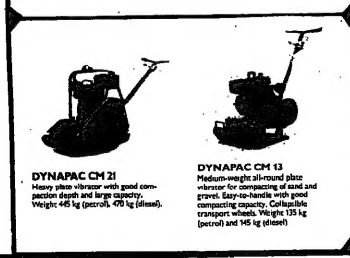 DYNAPAC CM 21
Heavy plate vibrator with good com-
paction depth and large capacity.
Weight 445 kg (petrol), 470 kg (diesel).
DYNAPAC CM 13
Medium-weight all-round plate
vibrator for compacting of sand and
gravel. Easy-to-handle with good
compacting capacity. Collapsible
transport wheels. Weight 135 kg
(petrol) and 145 kg (diesel)